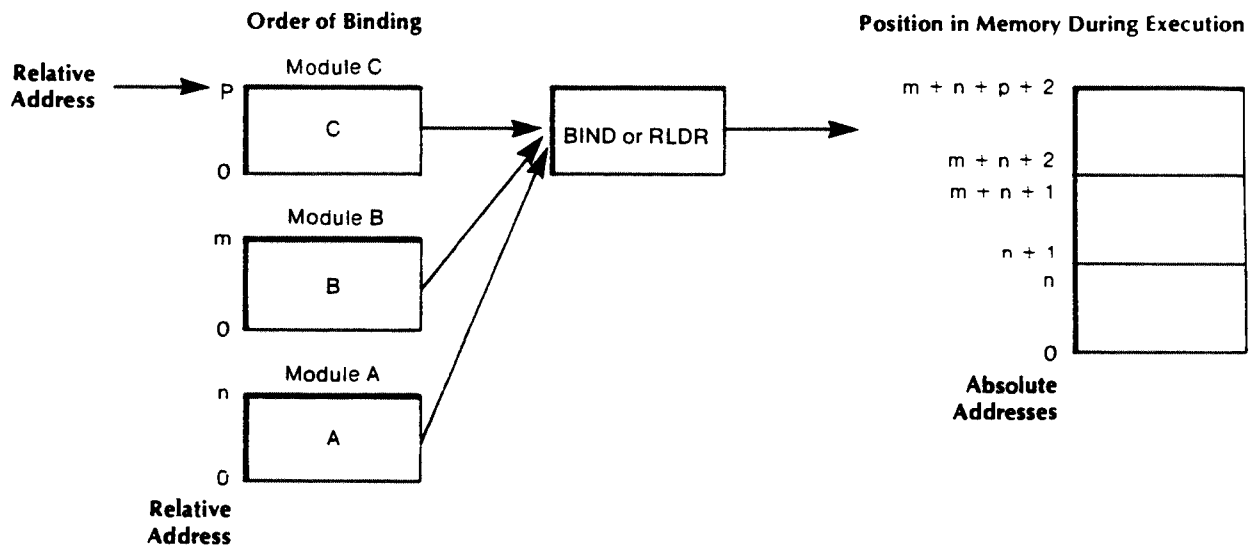 Order of Binding
Position in Memory During Execution
Relative
Address
Module C
P
C
0
BIND or RLDR
Module B
m
B
0
Module A
n
A
0
Relative
Address
m + n + p + 2
m + n + 2
m + n + 1
n + 1
n
0
Absolute
Addresses